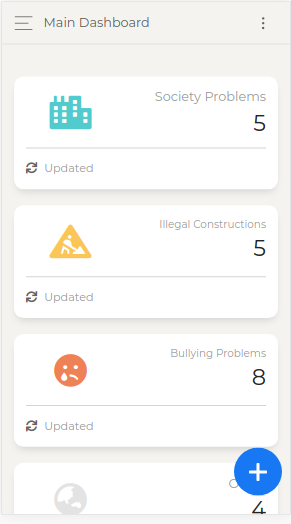 Main Dashboard
Society Problems
5
Updated
Illegal Constructions
5
Updated
Bullying Problems
8
Updated
4